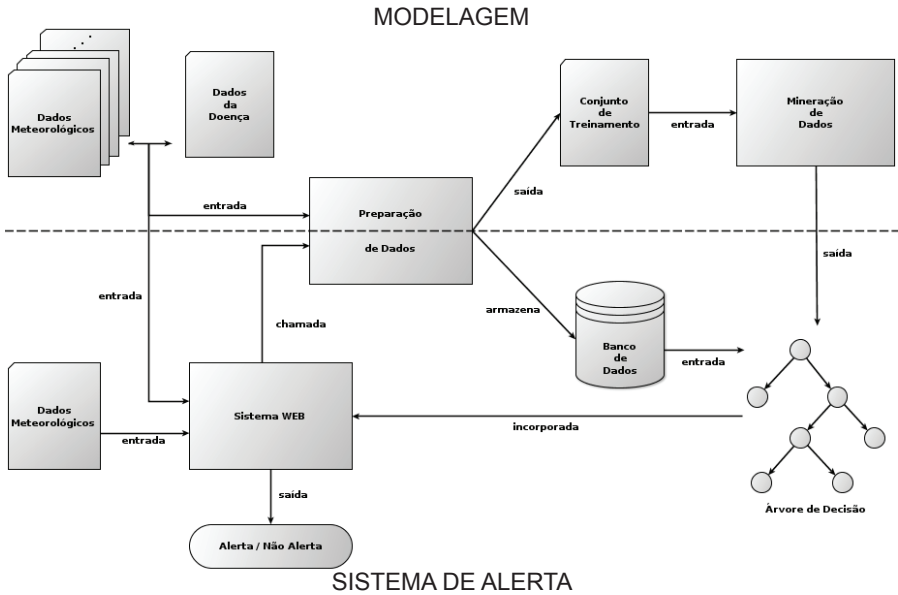 MODELAGEM
Dados
Meteorológicos
Dados
da
Doença
Conjunto
de
Treinamento
entrada
Mineração
de
Dados
saída
entrada
Preparação
de Dados
saída
entrada
chamada
armazena
Banco
de
Dados
entrada
Dados
Meteorológicos
entrada
Sistema WEB
incorporada
saída
Árvore de Decisão
Alerta / Não Alerta
SISTEMA DE ALERTA